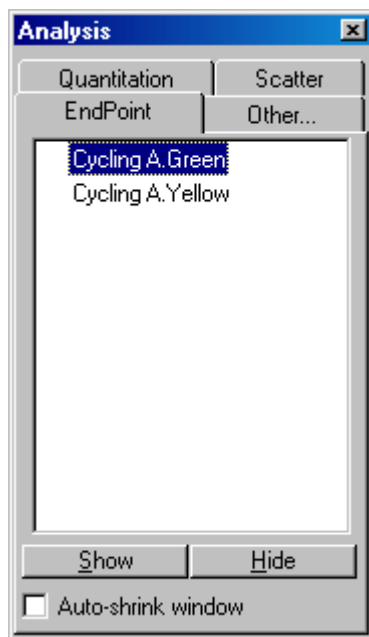 Analysis
Quantitation Scatter
EndPoint Other...
Cycling A.Green
Cycling A.Yellow
Show Hide
Auto-shrink window